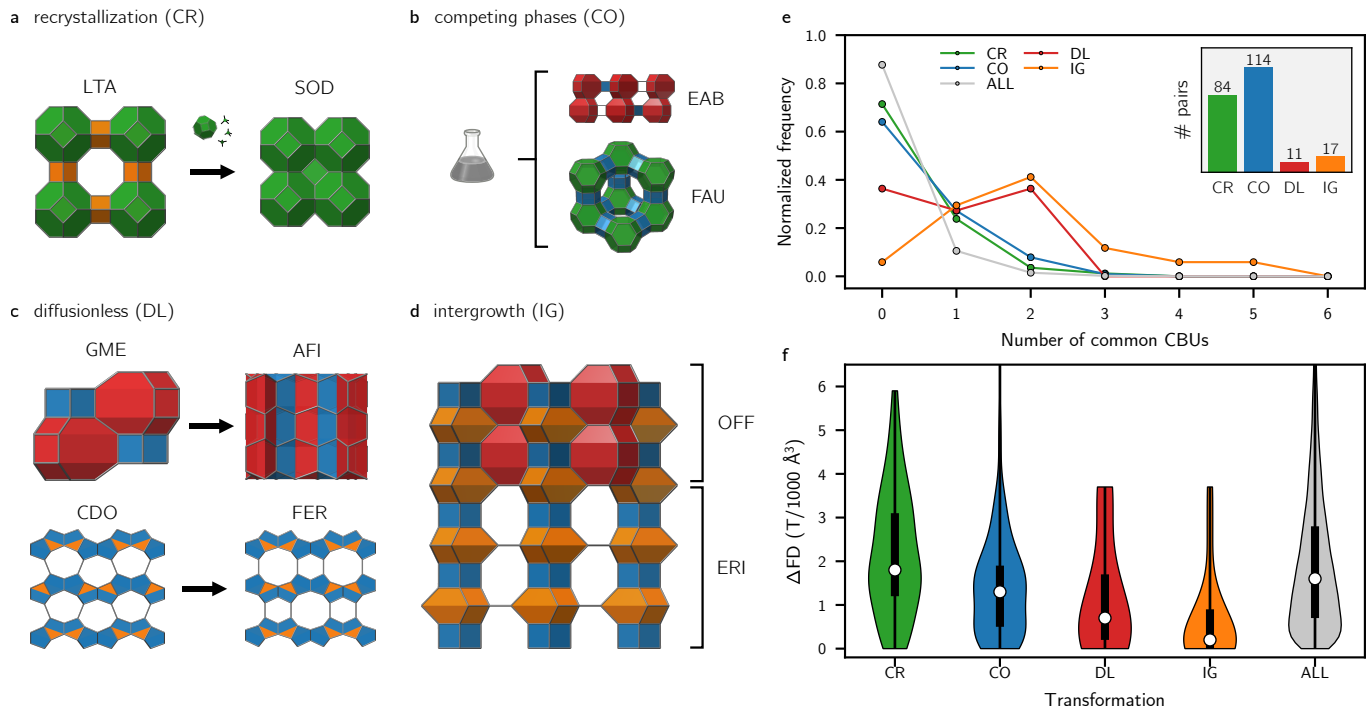 a recrystallization (CR)
LTA
SOD
b competing phases (CO)
EAB
FAU
c diffusionless (DL)
GME
AFI
CDO
FER
d intergrowth (IG)
OFF
ERI
e
Normalized frequency
1.0
0.8
0.6
0.4
0.2
0.0
CR
CO
ALL
DL
IG
# pairs
84
114
11
17
CR CO DL IG
0 1 2 3 4 5 6
Number of common CBUs
f
ΔFD (T/1000 Å³)
6
5
4
3
2
1
0
CR CO DL IG ALL
Transformation